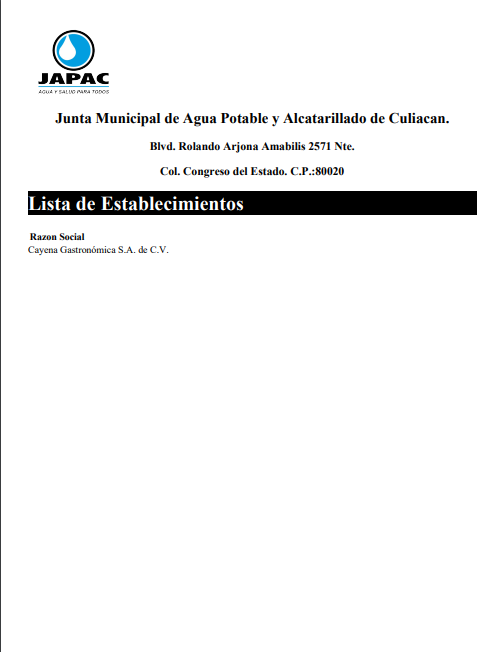 JAPAC
AGUA Y SALUD PARA TODOS
Junta Municipal de Agua Potable y Alcatarillado de Culiacan.
Blvd. Rolando Arjona Amabilis 2571 Nte.
Col. Congreso del Estado. C.P.:80020
Lista de Establecimientos
Razon Social
Cayena Gastronómica S.A. de C.V.